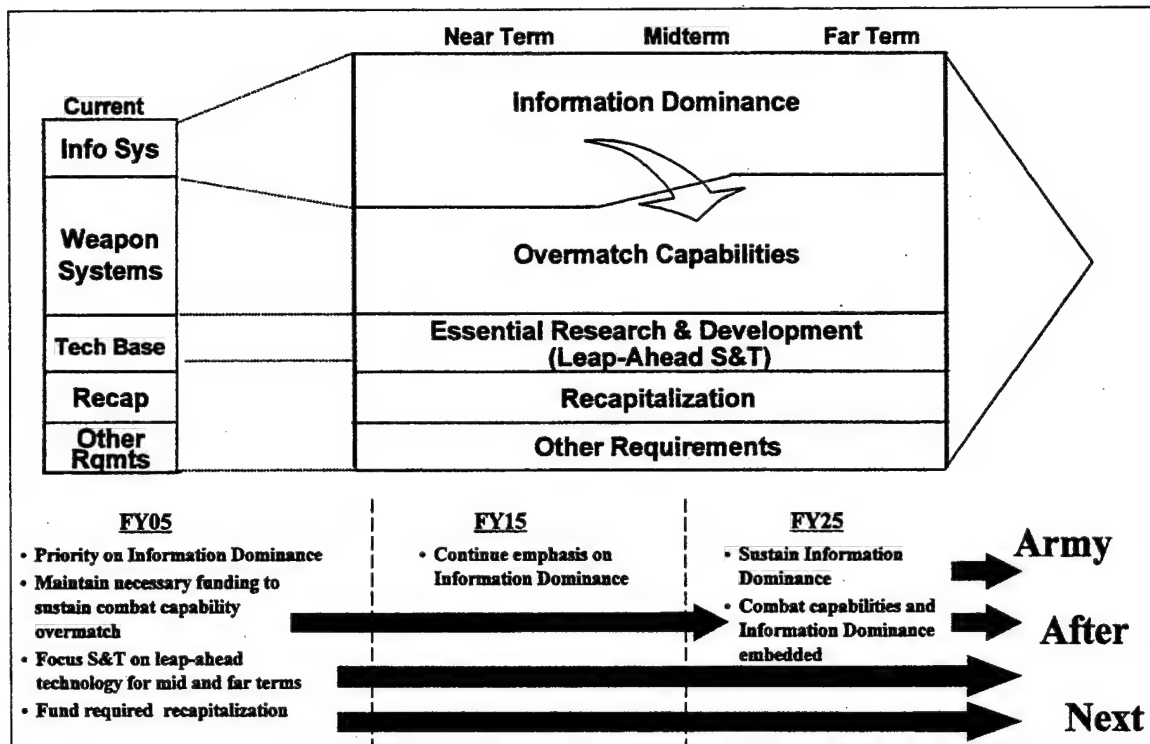 Near Term Midterm Far Term
Current
Info Sys
Weapon
Systems
Tech Base
Recap
Other
Rqmts
Information Dominance
Overmatch Capabilities
Essential Research & Development
(Leap-Ahead S&T)
Recapitalization
Other Requirements
FY05
• Priority on Information Dominance
• Maintain necessary funding to
sustain combat capability
overmatch
• Focus S&T on leap-ahead
technology for mid and far terms
• Fund required recapitalization
FY15
• Continue emphasis on
Information Dominance
FY25
• Sustain Information
Dominance
• Combat capabilities and
Information Dominance
embedded
Army
After
Next